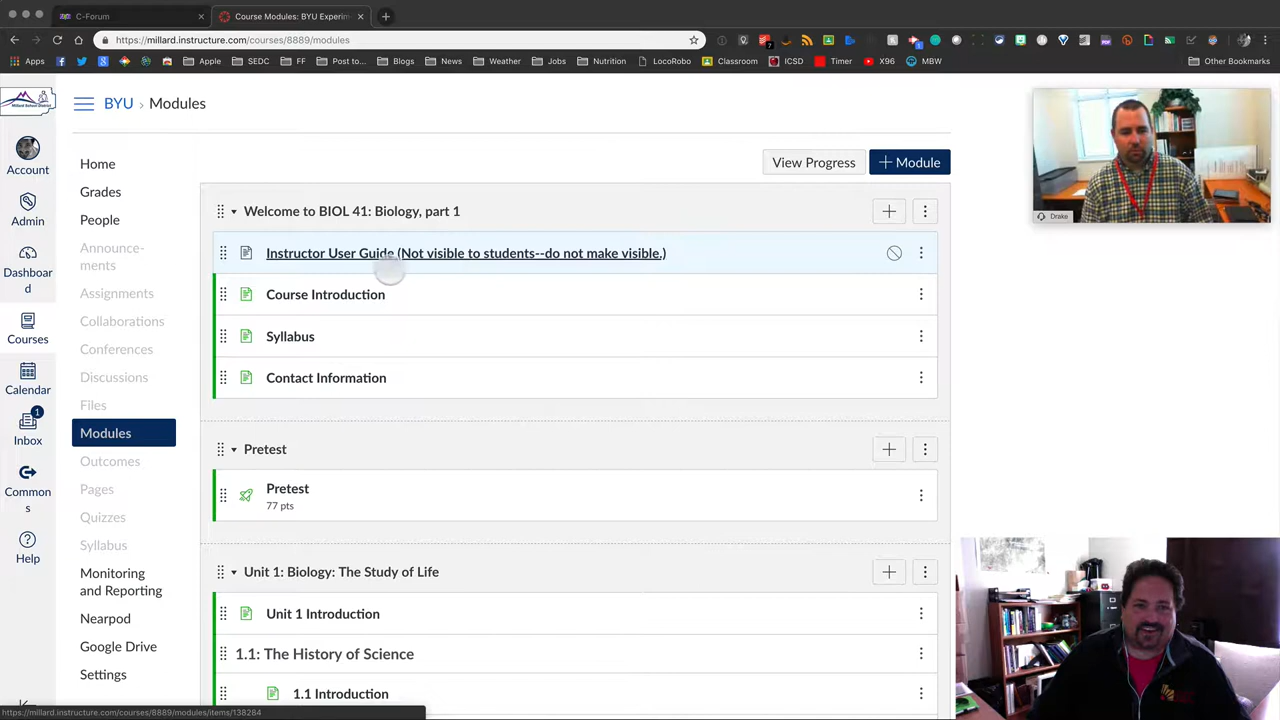 C-Forum
Course Modules: BYU Experim
https://millard.instructure.com/courses/8889/modules
Apps
Apple
SEDC
FF
Post to...
Blogs
News
Weather
Jobs
Nutrition
LocoRobo
Classroom
ICSD
Timer
X96
MBW
Other Bookmarks
BYU › Modules
Account
Admin
Dashboar
d
Courses
Calendar
1
Inbox
Common
s
Help
Home
Grades
People
Announce-
ments
Assignments
Collaborations
Conferences
Discussions
Files
Modules
Outcomes
Pages
Quizzes
Syllabus
Monitoring
and Reporting
Nearpod
Google Drive
Settings
View Progress
+ Module
Welcome to BIOL 41: Biology, part 1
Instructor User Guide (Not visible to students--do not make visible.)
Course Introduction
Syllabus
Contact Information
Pretest
Pretest
77 pts
Unit 1: Biology: The Study of Life
Unit 1 Introduction
1.1: The History of Science
1.1 Introduction
Drake
https://millard.instructure.com/courses/8889/modules/items/138284